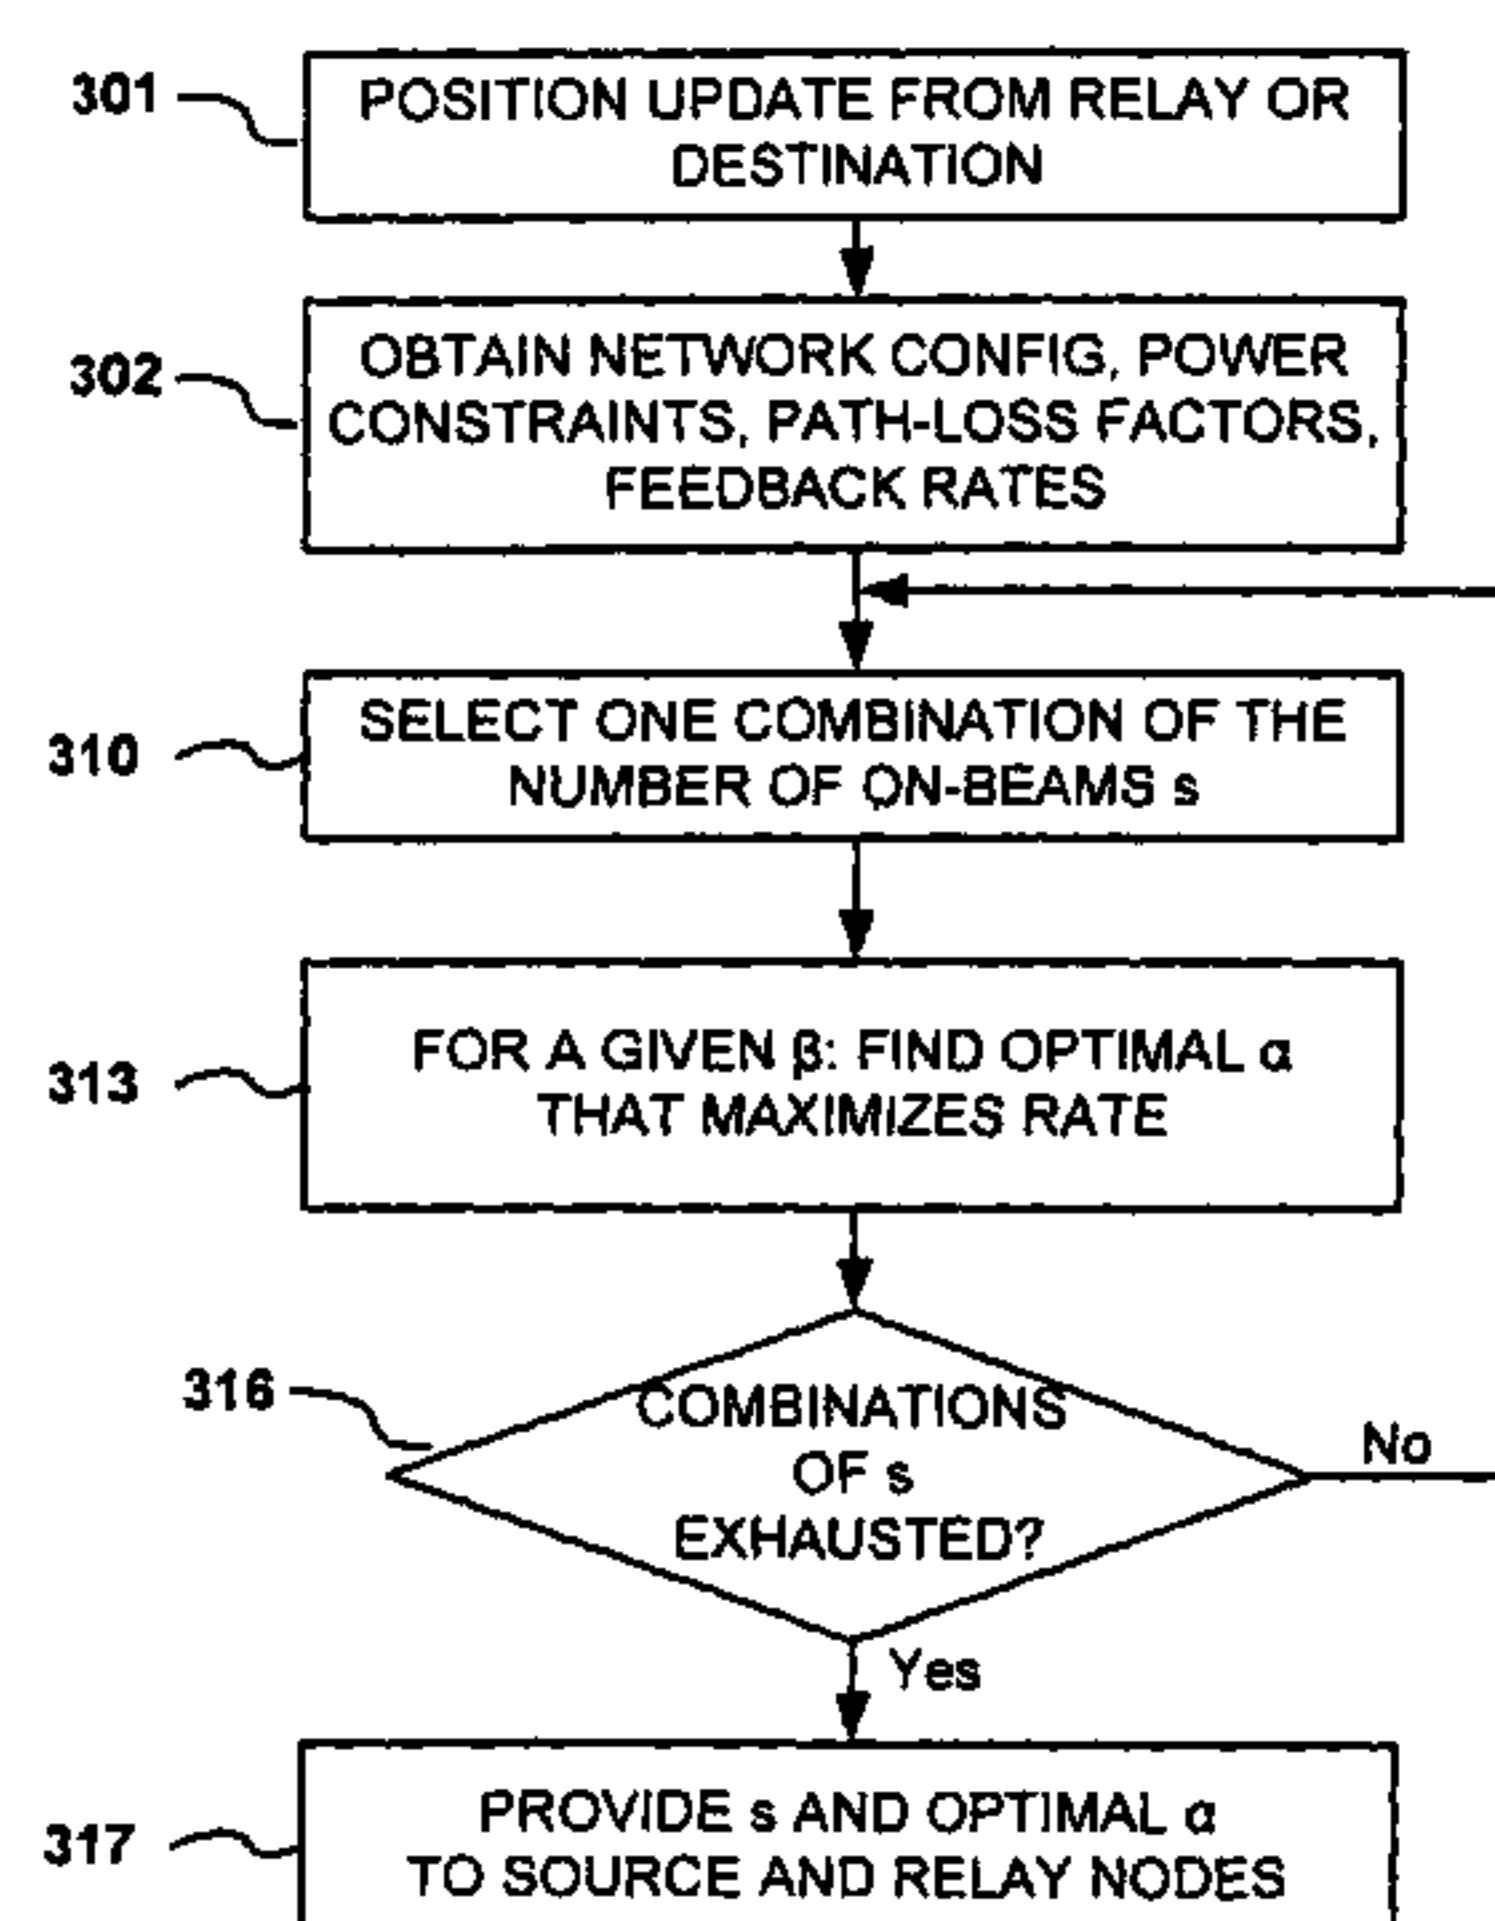 301
POSITION UPDATE FROM RELAY OR
DESTINATION
302
OBTAIN NETWORK CONFIG, POWER
CONSTRAINTS, PATH-LOSS FACTORS,
FEEDBACK RATES
310
SELECT ONE COMBINATION OF THE
NUMBER OF ON-BEAMS s
313
FOR A GIVEN β: FIND OPTIMAL α
THAT MAXIMIZES RATE
316
COMBINATIONS
OF s
EXHAUSTED?
No
Yes
317
PROVIDE s AND OPTIMAL α
TO SOURCE AND RELAY NODES